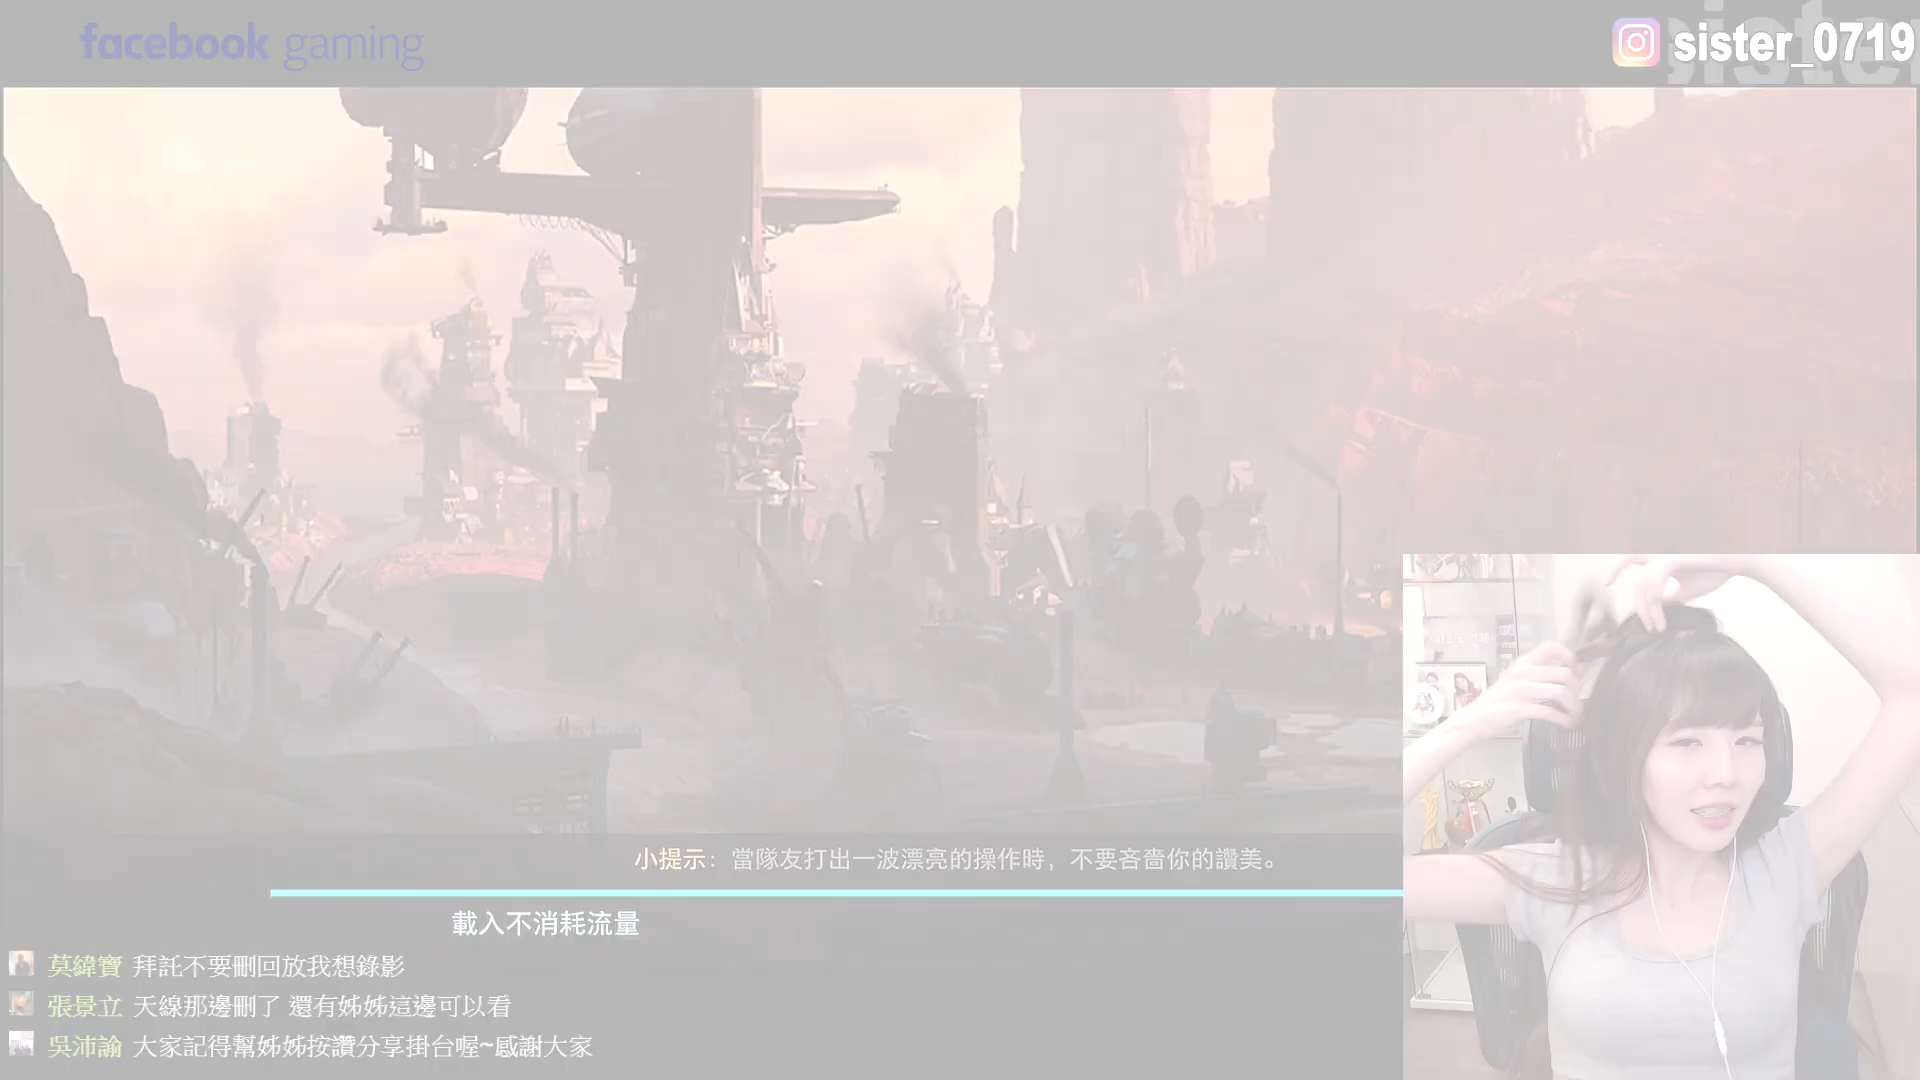 facebook gaming
sister_0719
小提示：當隊友打出一波漂亮的操作時，不要吝嗇你的讚美。
載入不消耗流量
莫緯寶 拜託不要刪回放我想錄影
張景立 天線那邊刪了 還有姊姊這邊可以看
吳沛諭 大家記得幫姊姊按讚分享掛台喔~感謝大家